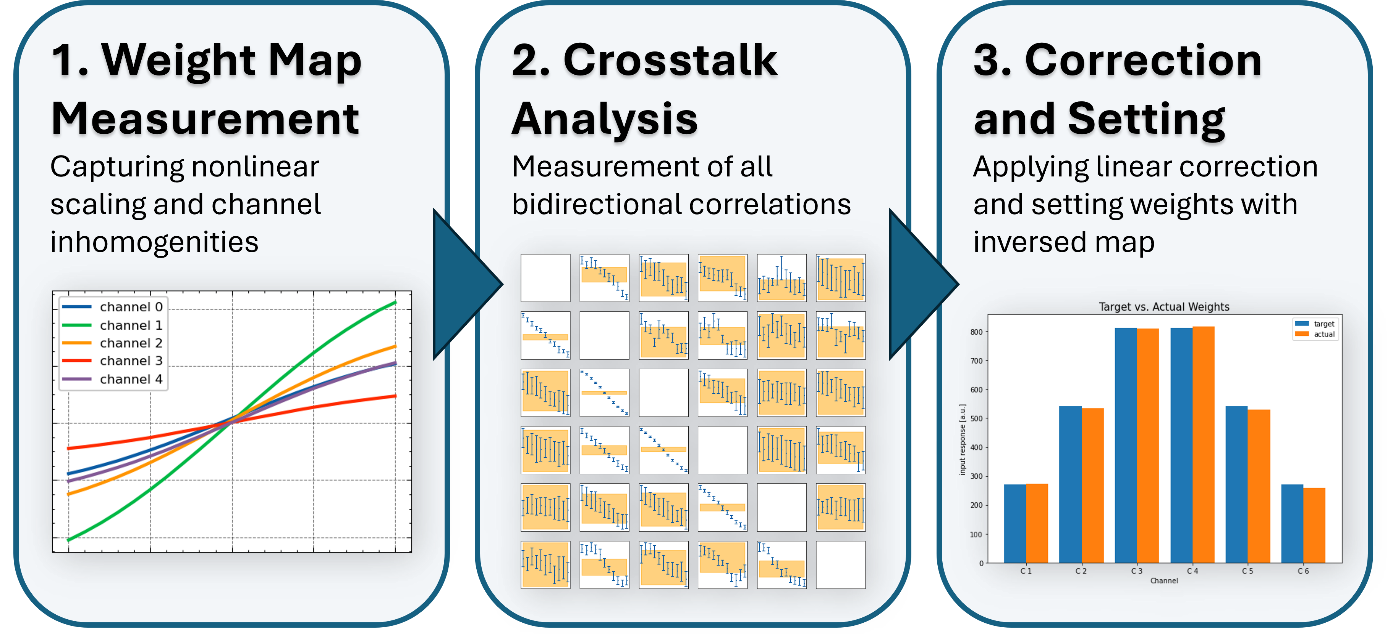 1. Weight Map
Measurement
Capturing nonlinear
scaling and channel
inhomogenities
channel 0
channel 1
channel 2
channel 3
channel 4
2. Crosstalk
Analysis
Measurement of all
bidirectional correlations
3. Correction
and Setting
Applying linear correction
and setting weights with
inversed map
Target vs. Actual Weights
target
actual
input response [a.u.]
800
700
600
500
400
300
200
100
0
C 1 C 2 C 3 C 4 C 5 C 6
Channel